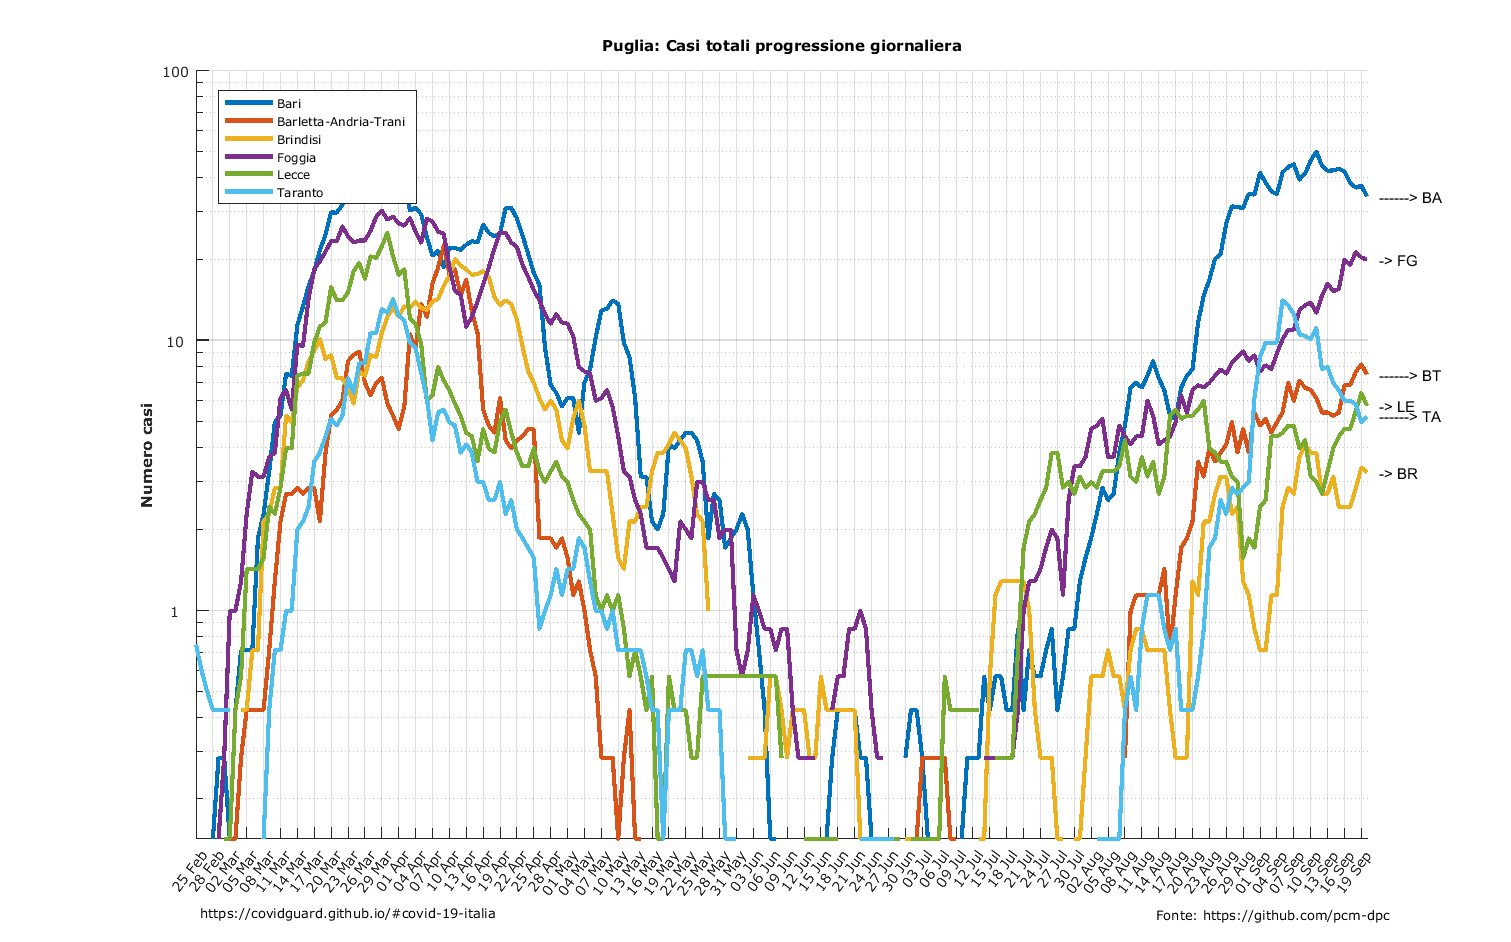 Puglia: Casi totali progressione giornaliera
100
10
1
Numero casi
Bari
Barletta-Andria-Trani
Brindisi
Foggia
Lecce
Taranto
------> BA
-> FG
------> BT
-> LE
------> TA
-> BR
25 Feb
28 Feb
02 Mar
05 Mar
08 Mar
11 Mar
14 Mar
17 Mar
20 Mar
23 Mar
26 Mar
29 Mar
01 Apr
04 Apr
07 Apr
10 Apr
13 Apr
16 Apr
19 Apr
22 Apr
25 Apr
28 Apr
01 May
04 May
07 May
10 May
13 May
16 May
19 May
22 May
25 May
28 May
31 May
03 Jun
06 Jun
09 Jun
12 Jun
15 Jun
18 Jun
21 Jun
24 Jun
27 Jun
30 Jun
03 Jul
06 Jul
09 Jul
12 Jul
15 Jul
18 Jul
21 Jul
24 Jul
27 Jul
30 Jul
02 Aug
05 Aug
08 Aug
11 Aug
14 Aug
17 Aug
20 Aug
23 Aug
26 Aug
29 Aug
01 Sep
04 Sep
07 Sep
10 Sep
13 Sep
16 Sep
19 Sep
https://covidguard.github.io/#covid-19-italia
Fonte: https://github.com/pcm-dpc